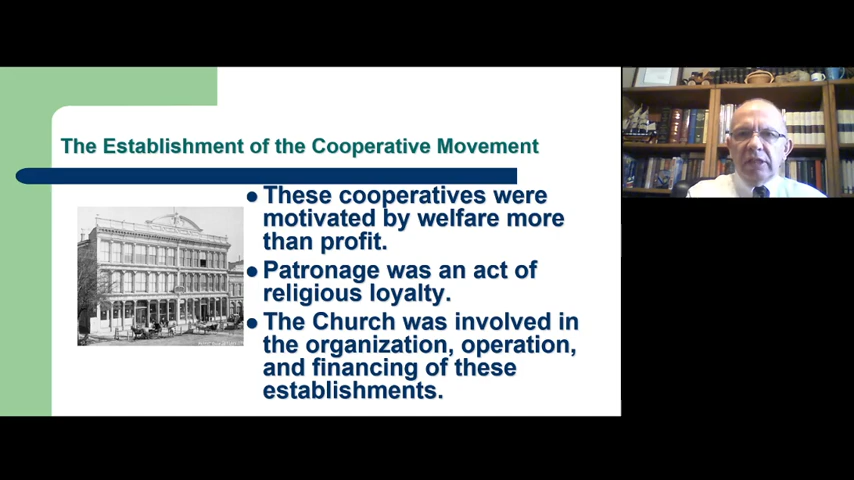 The Establishment of the Cooperative Movement
These cooperatives were
motivated by welfare more
than profit.
Patronage was an act of
religious loyalty.
The Church was involved in
the organization, operation,
and financing of these
establishments.